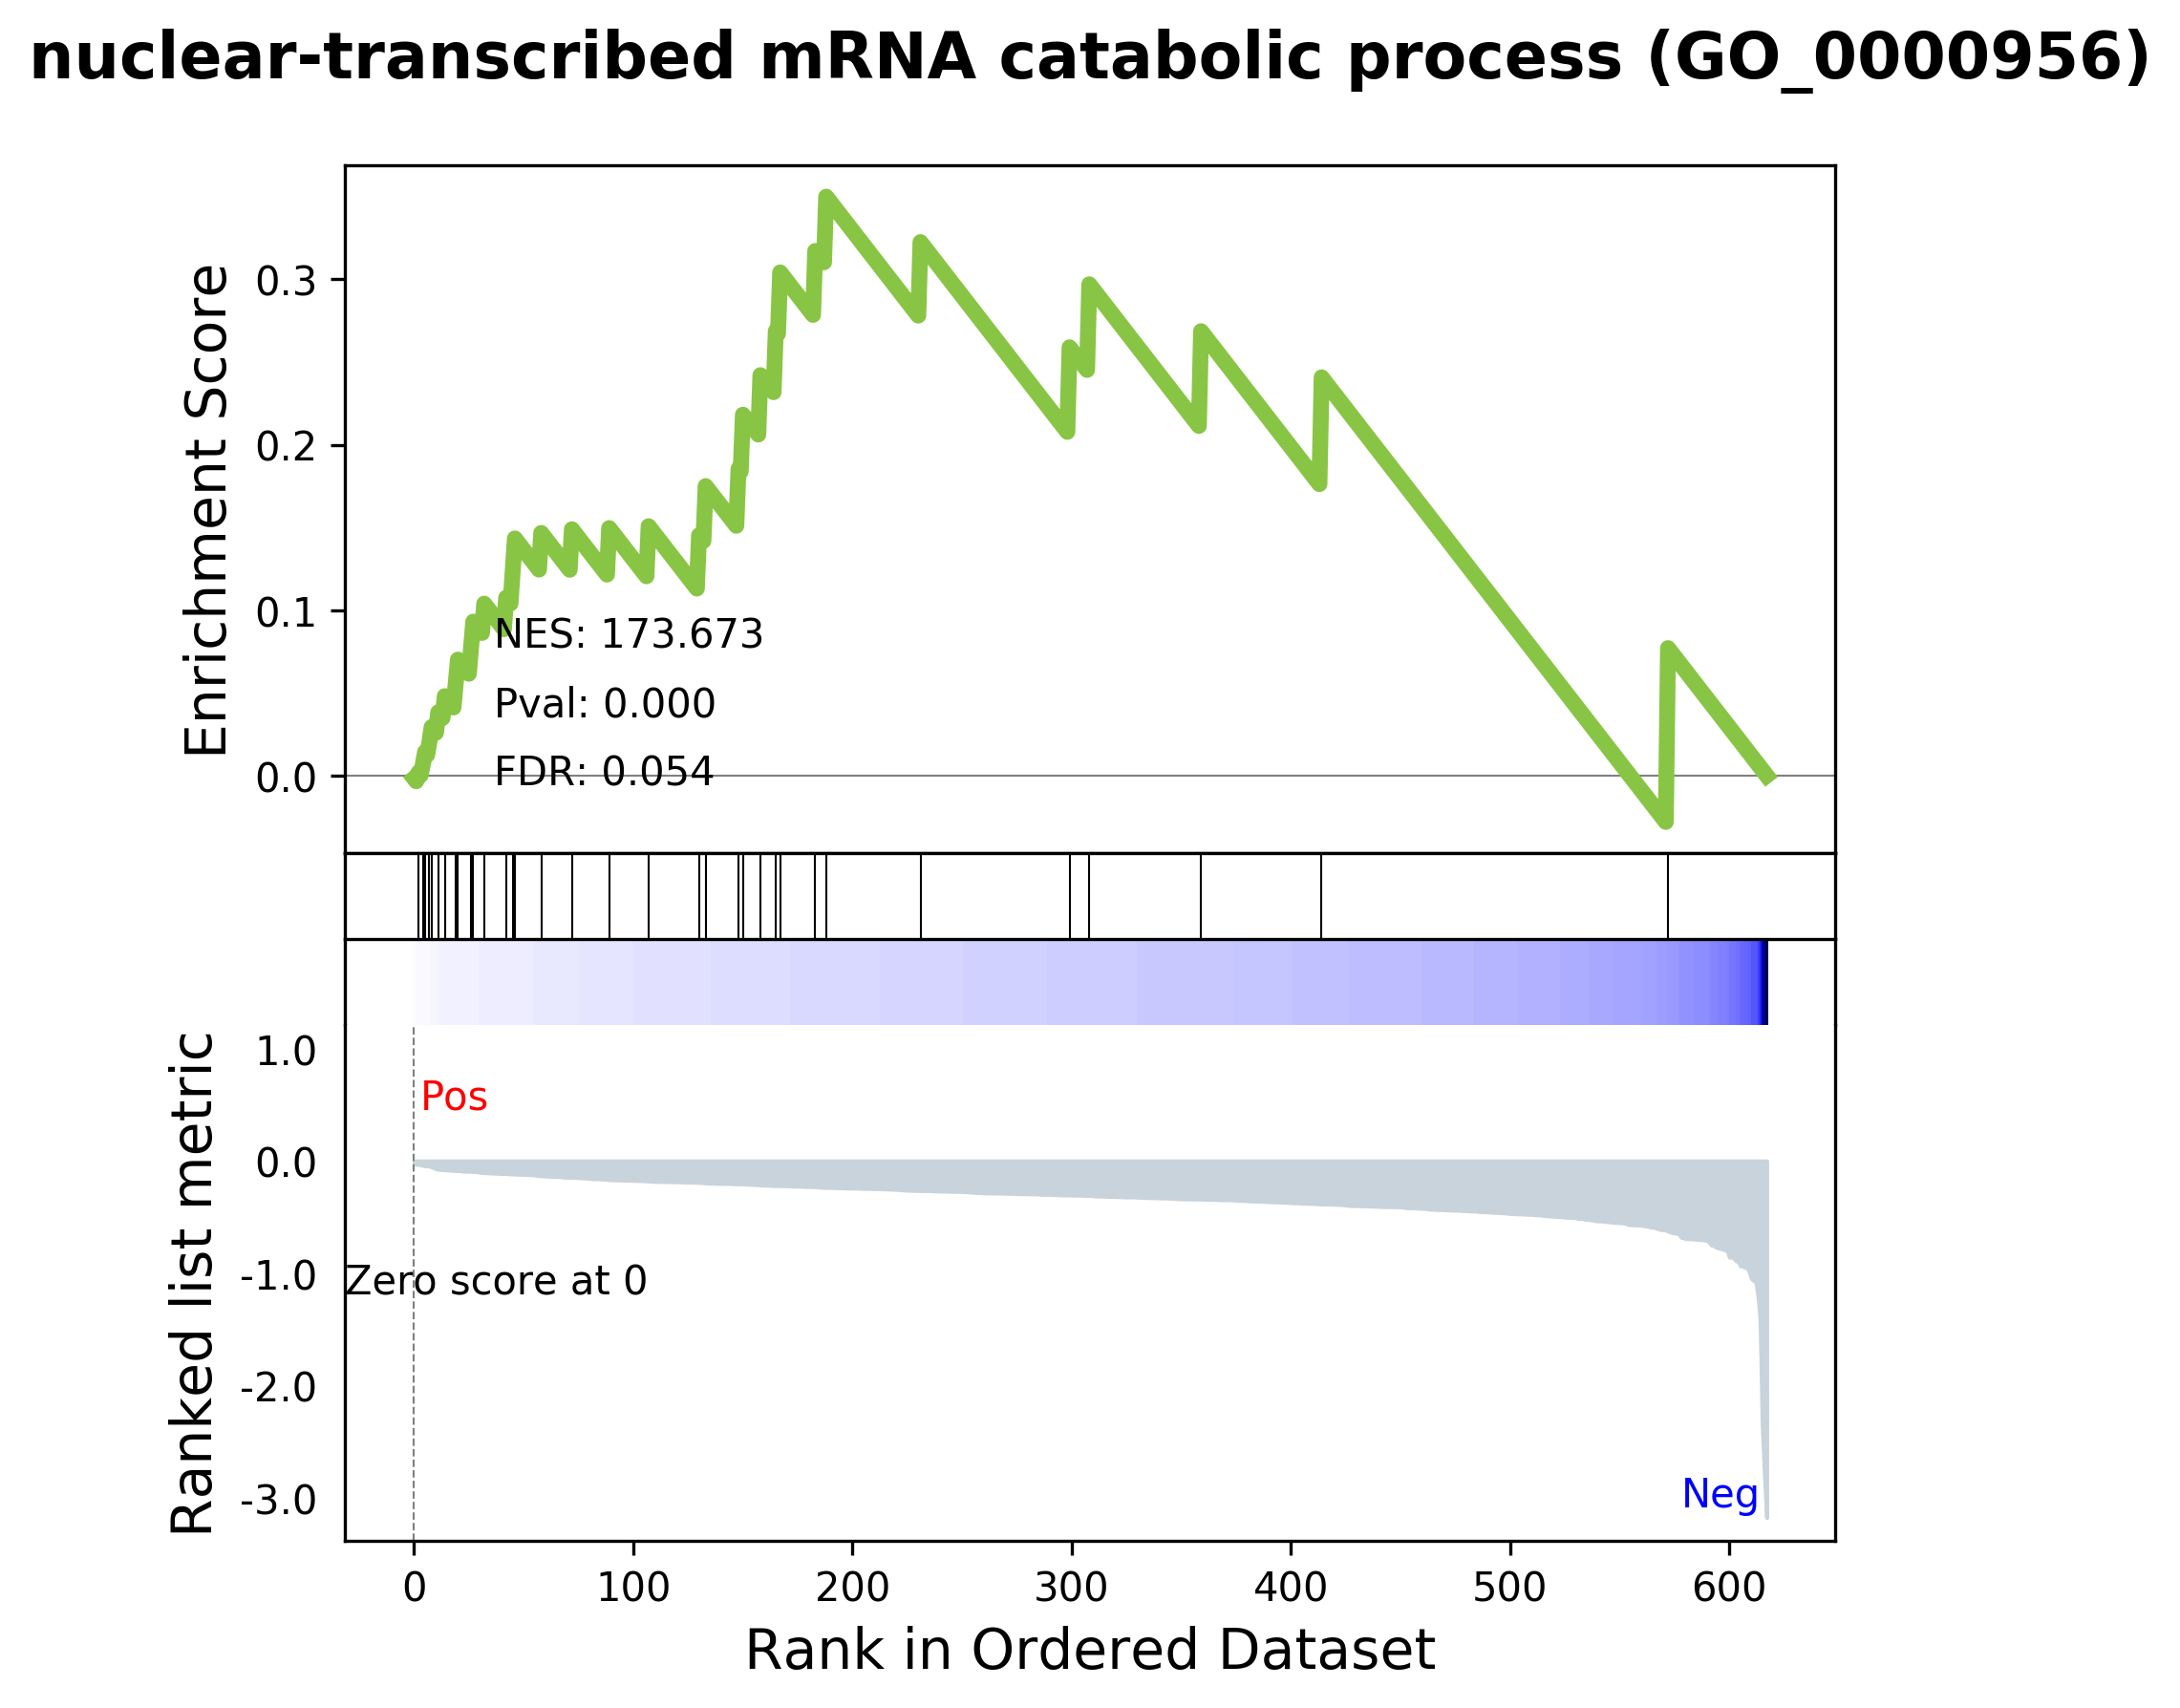 nuclear-transcribed mRNA catabolic process (GO_0000956)
Enrichment Score
0.3
0.2
0.1
0.0
NES: 173.673
Pval: 0.000
FDR: 0.054
Ranked list metric
1.0
0.0
-1.0
-2.0
-3.0
Pos
Zero score at 0
Neg
0 100 200 300 400 500 600
Rank in Ordered Dataset